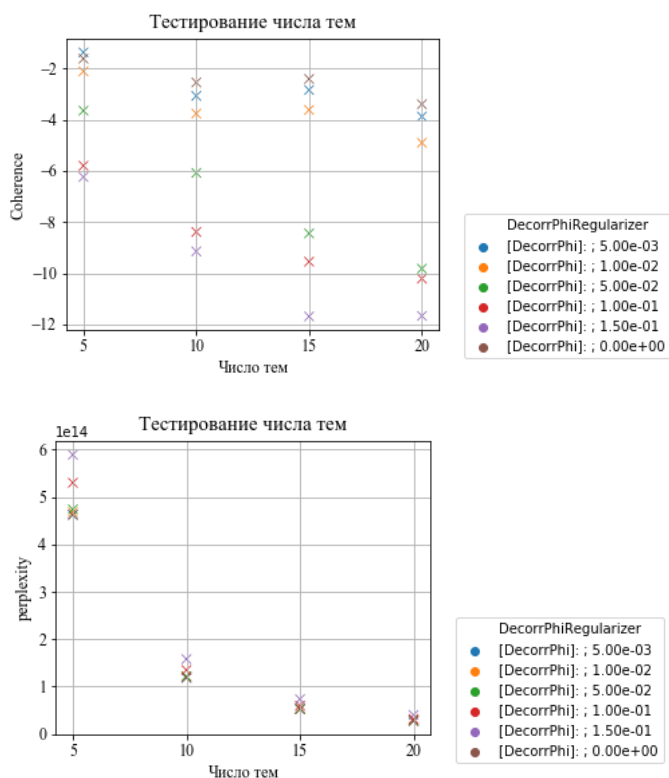 Тестирование числа тем
−2
−4
−6
−8
−10
−12
Coherence
5
10
15
20
Число тем
DecorrPhiRegularizer
[DecorrPhi]: ; 5.00e-03
[DecorrPhi]: ; 1.00e-02
[DecorrPhi]: ; 5.00e-02
[DecorrPhi]: ; 1.00e-01
[DecorrPhi]: ; 1.50e-01
[DecorrPhi]: ; 0.00e+00
Тестирование числа тем
1e14
6
5
4
3
2
1
0
perplexity
5
10
15
20
Число тем
DecorrPhiRegularizer
[DecorrPhi]: ; 5.00e-03
[DecorrPhi]: ; 1.00e-02
[DecorrPhi]: ; 5.00e-02
[DecorrPhi]: ; 1.00e-01
[DecorrPhi]: ; 1.50e-01
[DecorrPhi]: ; 0.00e+00